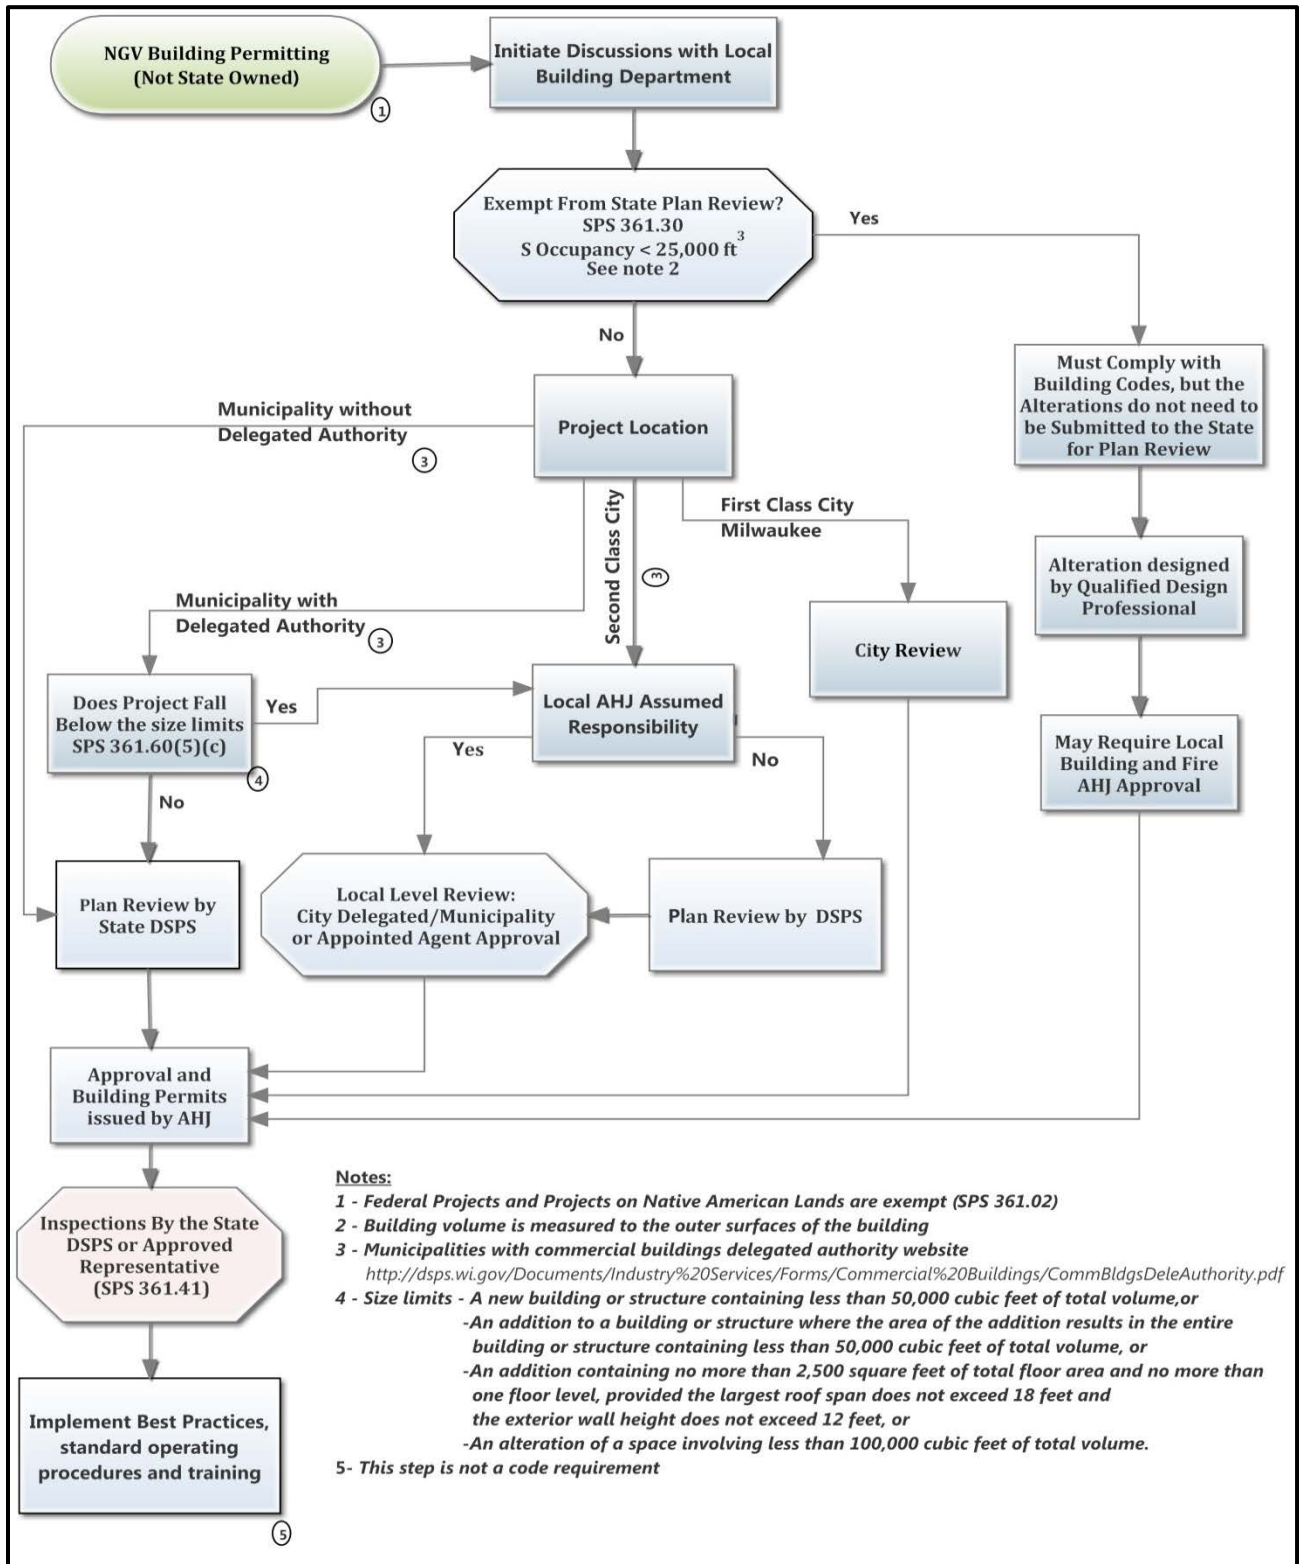 NGV Building Permitting
(Not State Owned)
1
Initiate Discussions with Local
Building Department
Exempt From State Plan Review?
SPS 361.30
S Occupancy < 25,000 ft3
See note 2
Yes
No
Must Comply with
Building Codes, but the
Alterations do not need to
be Submitted to the State
for Plan Review
Project Location
Municipality without
Delegated Authority
3
Second Class City
3
First Class City
Milwaukee
Alteration designed
by Qualified Design
Professional
Municipality with
Delegated Authority
3
City Review
Does Project Fall
Below the size limits
SPS 361.60(5)(c)
4
Yes
Local AHJ Assumed
Responsibility
May Require Local
Building and Fire
AHJ Approval
Yes
No
No
Plan Review by
State DSPS
Local Level Review:
City Delegated/Municipality
or Appointed Agent Approval
Plan Review by DSPS
Approval and
Building Permits
issued by AHJ
Inspections By the State
DSPS or Approved
Representative
(SPS 361.41)
Implement Best Practices,
standard operating
procedures and training
5
Notes:
1 - Federal Projects and Projects on Native American Lands are exempt (SPS 361.02)
2 - Building volume is measured to the outer surfaces of the building
3 - Municipalities with commercial buildings delegated authority website
http://dsps.wi.gov/Documents/Industry%20Services/Forms/Commercial%20Buildings/CommBldgsDeleAuthority.pdf
4 - Size limits - A new building or structure containing less than 50,000 cubic feet of total volume,or
-An addition to a building or structure where the area of the addition results in the entire
building or structure containing less than 50,000 cubic feet of total volume, or
-An addition containing no more than 2,500 square feet of total floor area and no more than
one floor level, provided the largest roof span does not exceed 18 feet and
the exterior wall height does not exceed 12 feet, or
-An alteration of a space involving less than 100,000 cubic feet of total volume.
5- This step is not a code requirement